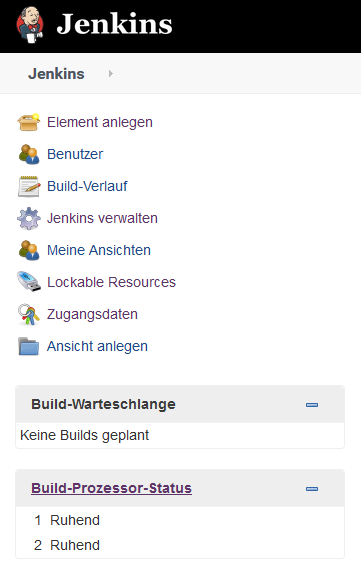 Jenkins
Jenkins
Element anlegen
Benutzer
Build-Verlauf
Jenkins verwalten
Meine Ansichten
Lockable Resources
Zugangsdaten
Ansicht anlegen
Build-Warteschlange
Keine Builds geplant
Build-Prozessor-Status
1 Ruhend
2 Ruhend